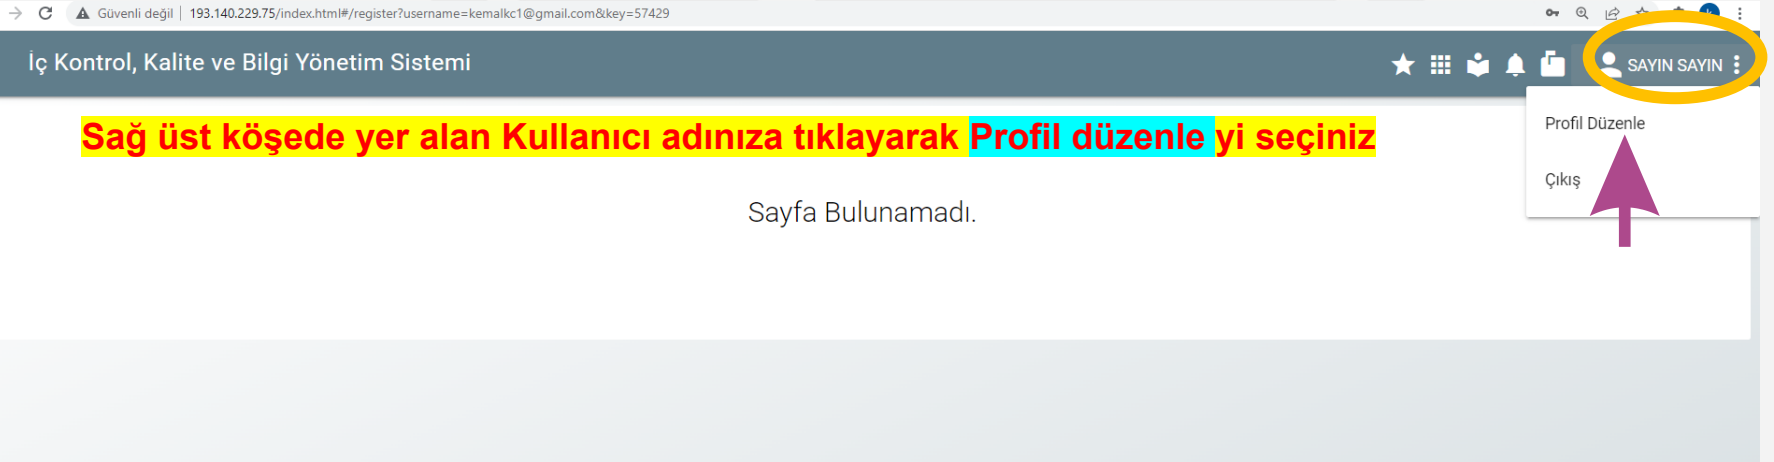 Güvenli değil | 193.140.229.75/index.html#/register?username=kemalkc1@gmail.com&key=57429
İç Kontrol, Kalite ve Bilgi Yönetim Sistemi
SAYIN SAYIN
Sağ üst köşede yer alan Kullanıcı adınıza tıklayarak Profil düzenle yi seçiniz
Profil Düzenle
Çıkış
Sayfa Bulunamadı.